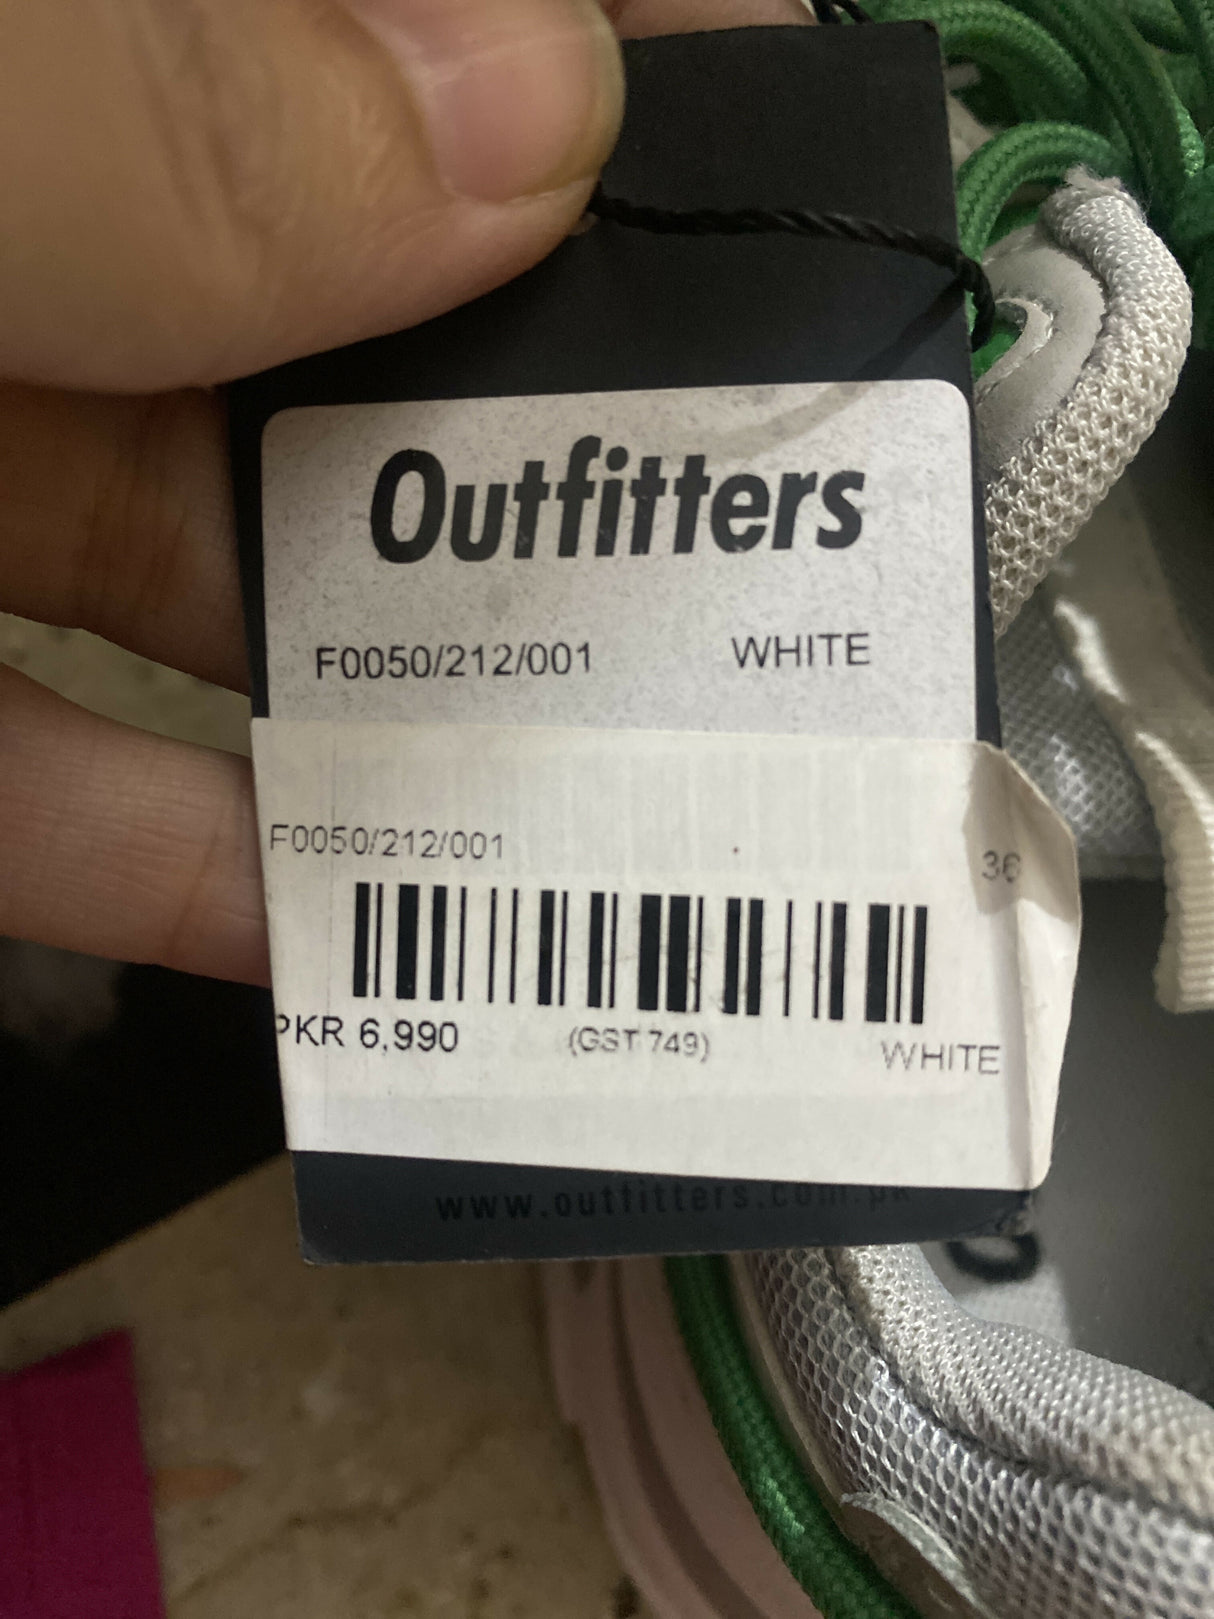 Outfitters
F0050/212/001 WHITE
F0050/212/001 36
PKR 6,990 (GST 749) WHITE
www.outfitters.com.pk